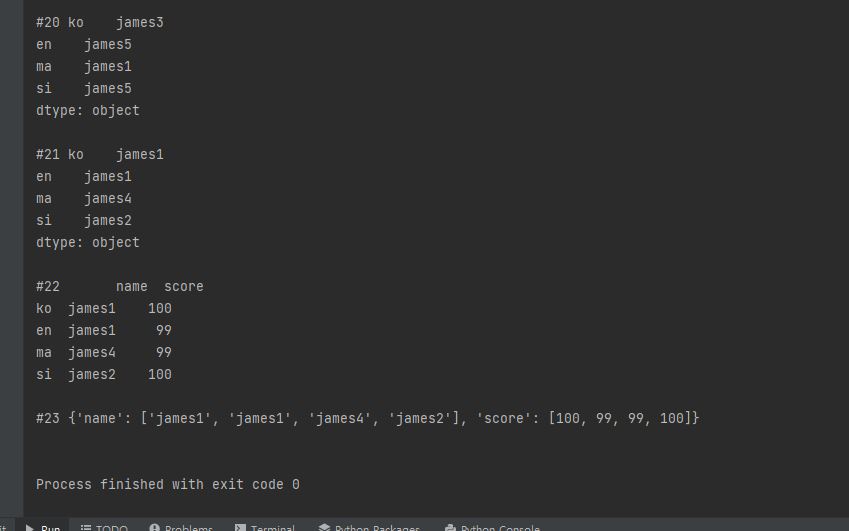 #20 ko    james3
en    james5
ma    james1
si    james5
dtype: object
#21 ko    james1
en    james1
ma    james4
si    james2
dtype: object
#22       name  score
ko  james1    100
en  james1     99
ma  james4     99
si  james2    100
#23 {'name': ['james1', 'james1', 'james4', 'james2'], 'score': [100, 99, 99, 100]}
Process finished with exit code 0
it Run TODO Problems Terminal Python Packages Python Console